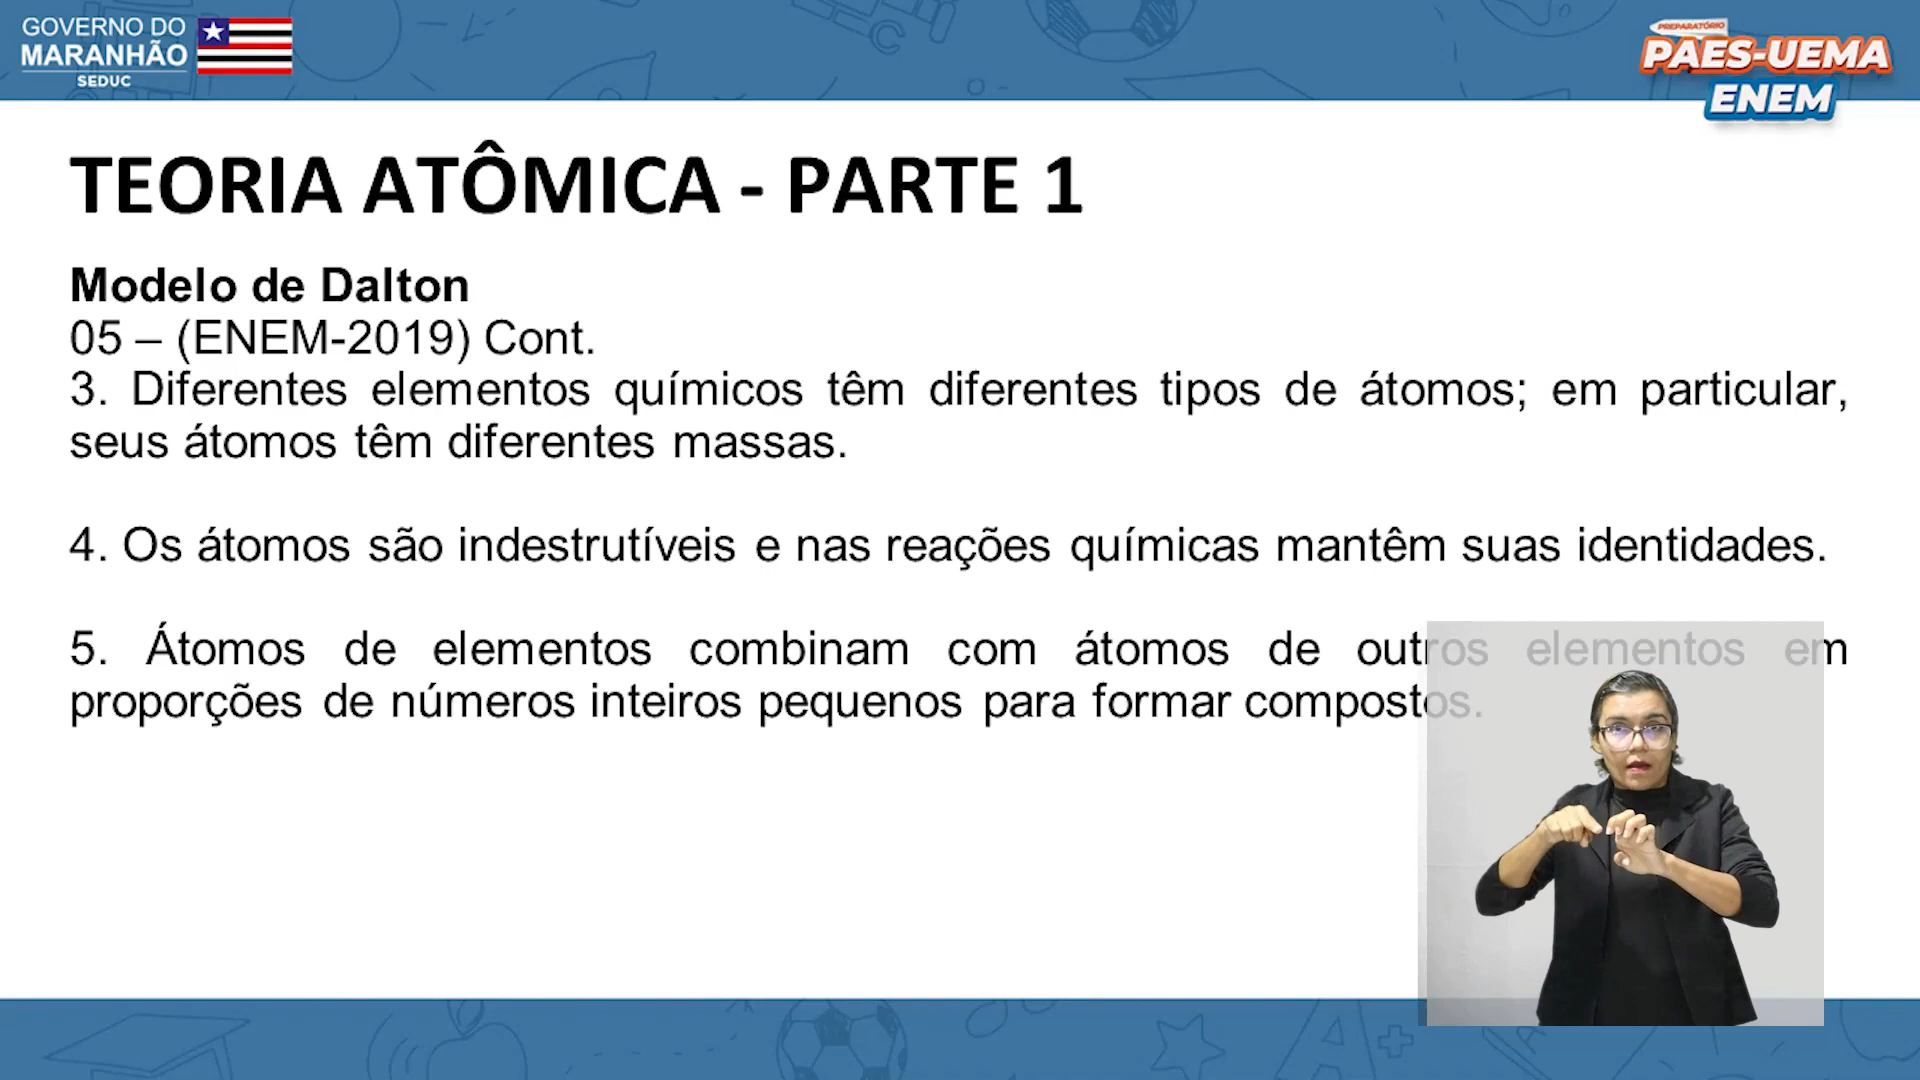 GOVERNO DO
MARANHÃO
SEDUC
PREPARATÓRIO
PAES-UEMA
ENEM
TEORIA ATÔMICA - PARTE 1
Modelo de Dalton
05 – (ENEM-2019) Cont.
3. Diferentes elementos químicos têm diferentes tipos de átomos; em particular,
seus átomos têm diferentes massas.
4. Os átomos são indestrutíveis e nas reações químicas mantêm suas identidades.
5. Átomos de elementos combinam com átomos de outros elementos em
proporções de números inteiros pequenos para formar compostos.